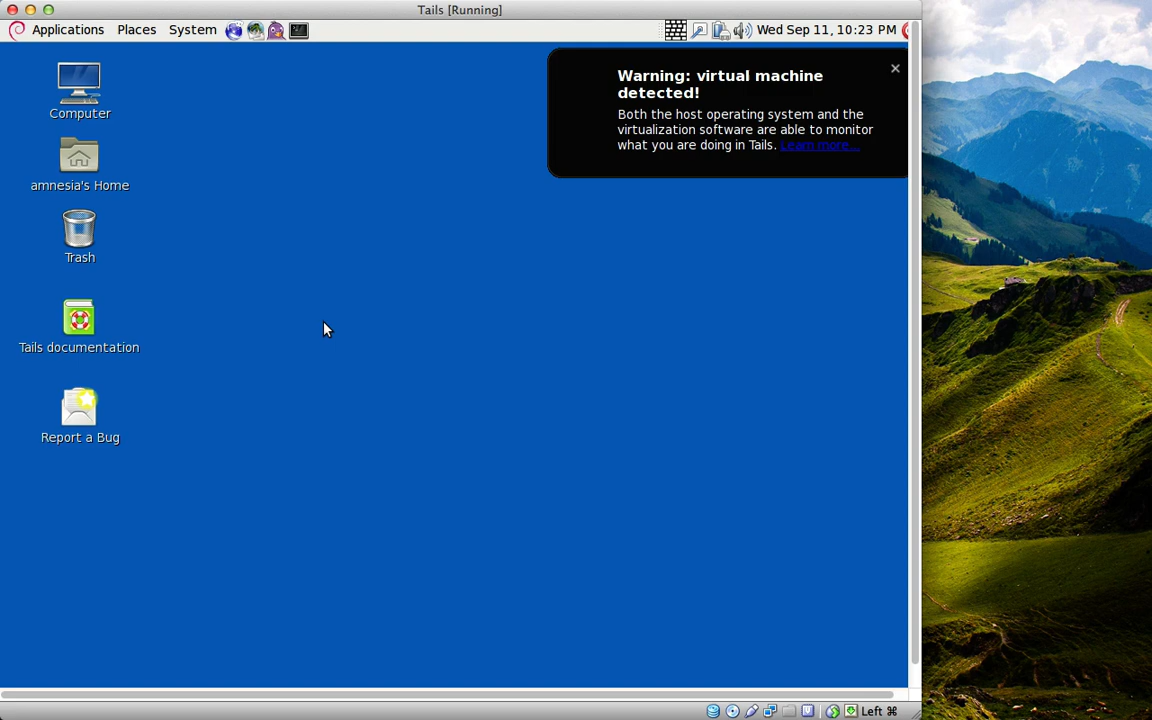 Tails [Running]
Applications Places System Wed Sep 11, 10:23 PM
Warning: virtual machine
detected!
Both the host operating system and the
virtualization software are able to monitor
what you are doing in Tails. Learn more...
Computer
amnesia's Home
Trash
Tails documentation
Report a Bug
Left ⌘